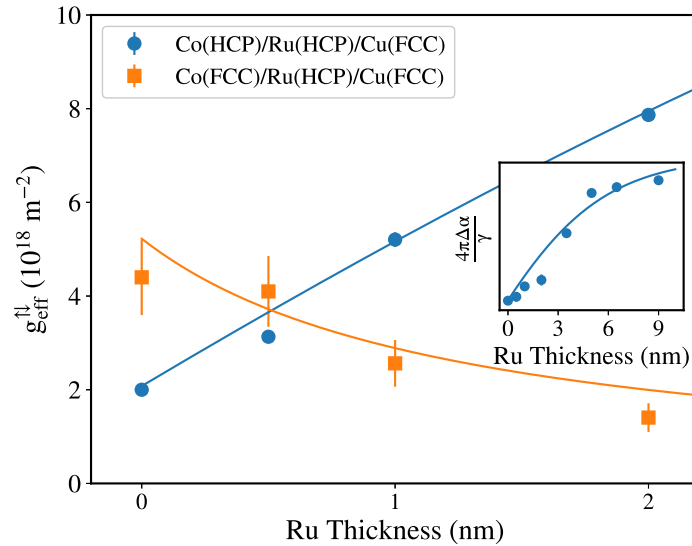 10
8
6
4
2
0
g_eff^⇅ (10^18 m^−2)
Co(HCP)/Ru(HCP)/Cu(FCC)
Co(FCC)/Ru(HCP)/Cu(FCC)
4πΔα
γ
0 3 6 9
Ru Thickness (nm)
0 1 2
Ru Thickness (nm)